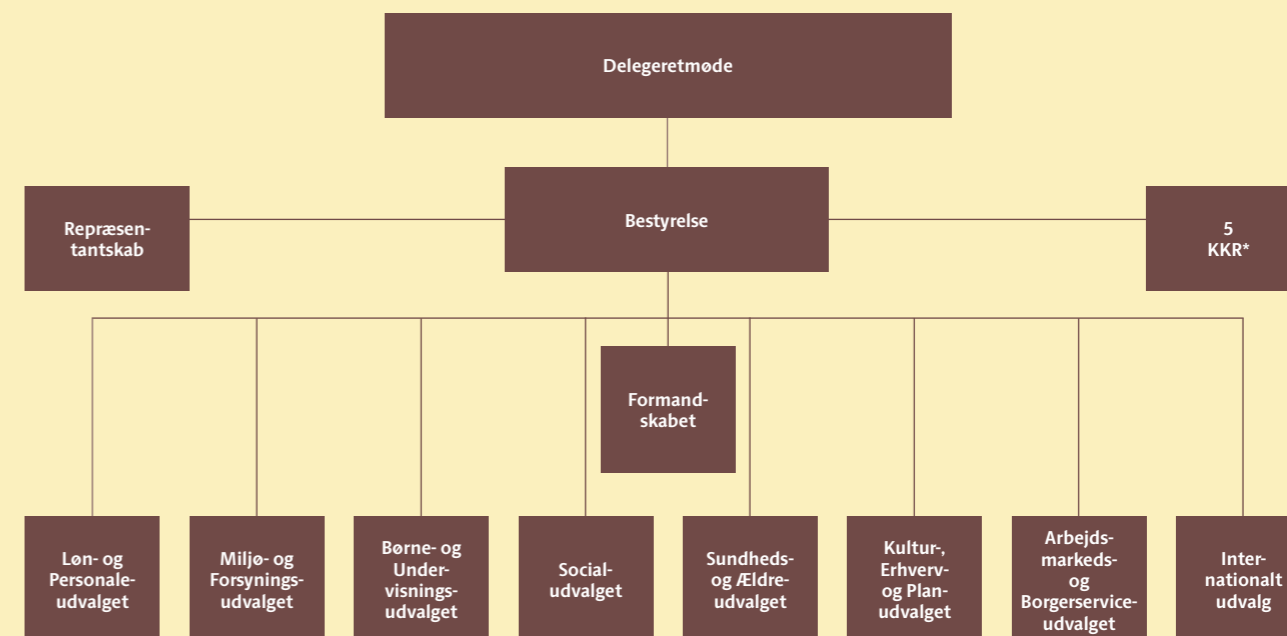 Delegeretmøde
Bestyrelse
Repræsen-
tantskab
5
KKR*
Formand-
skabet
Løn- og
Personale-
udvalget
Miljø- og
Forsynings-
udvalget
Børne- og
Under-
visnings-
udvalget
Social-
udvalget
Sundheds-
og Ældre-
udvalget
Kultur-,
Erhverv-
og Plan-
udvalget
Arbejds-
markeds-
og
Borgerservice-
udvalget
Inter-
nationalt
udvalg